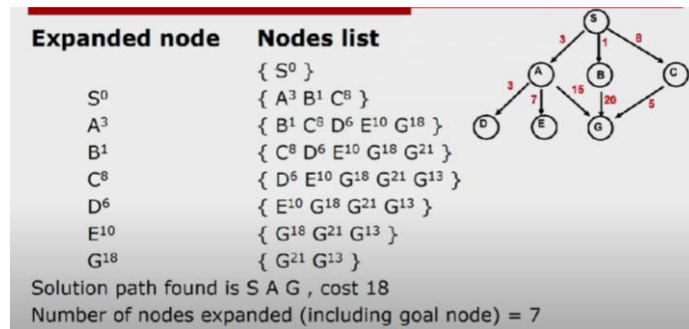 Expanded node Nodes list
{ S⁰ }
S⁰ { A³ B¹ C⁸ }
A³ { B¹ C⁸ D⁶ E¹⁰ G¹⁸ }
B¹ { C⁸ D⁶ E¹⁰ G¹⁸ G²¹ }
C⁸ { D⁶ E¹⁰ G¹⁸ G²¹ G¹³ }
D⁶ { E¹⁰ G¹⁸ G²¹ G¹³ }
E¹⁰ { G¹⁸ G²¹ G¹³ }
G¹⁸ { G²¹ G¹³ }
Solution path found is S A G , cost 18
Number of nodes expanded (including goal node) = 7
S
3 1 8
A B C
3 7 15 20 5
D E G